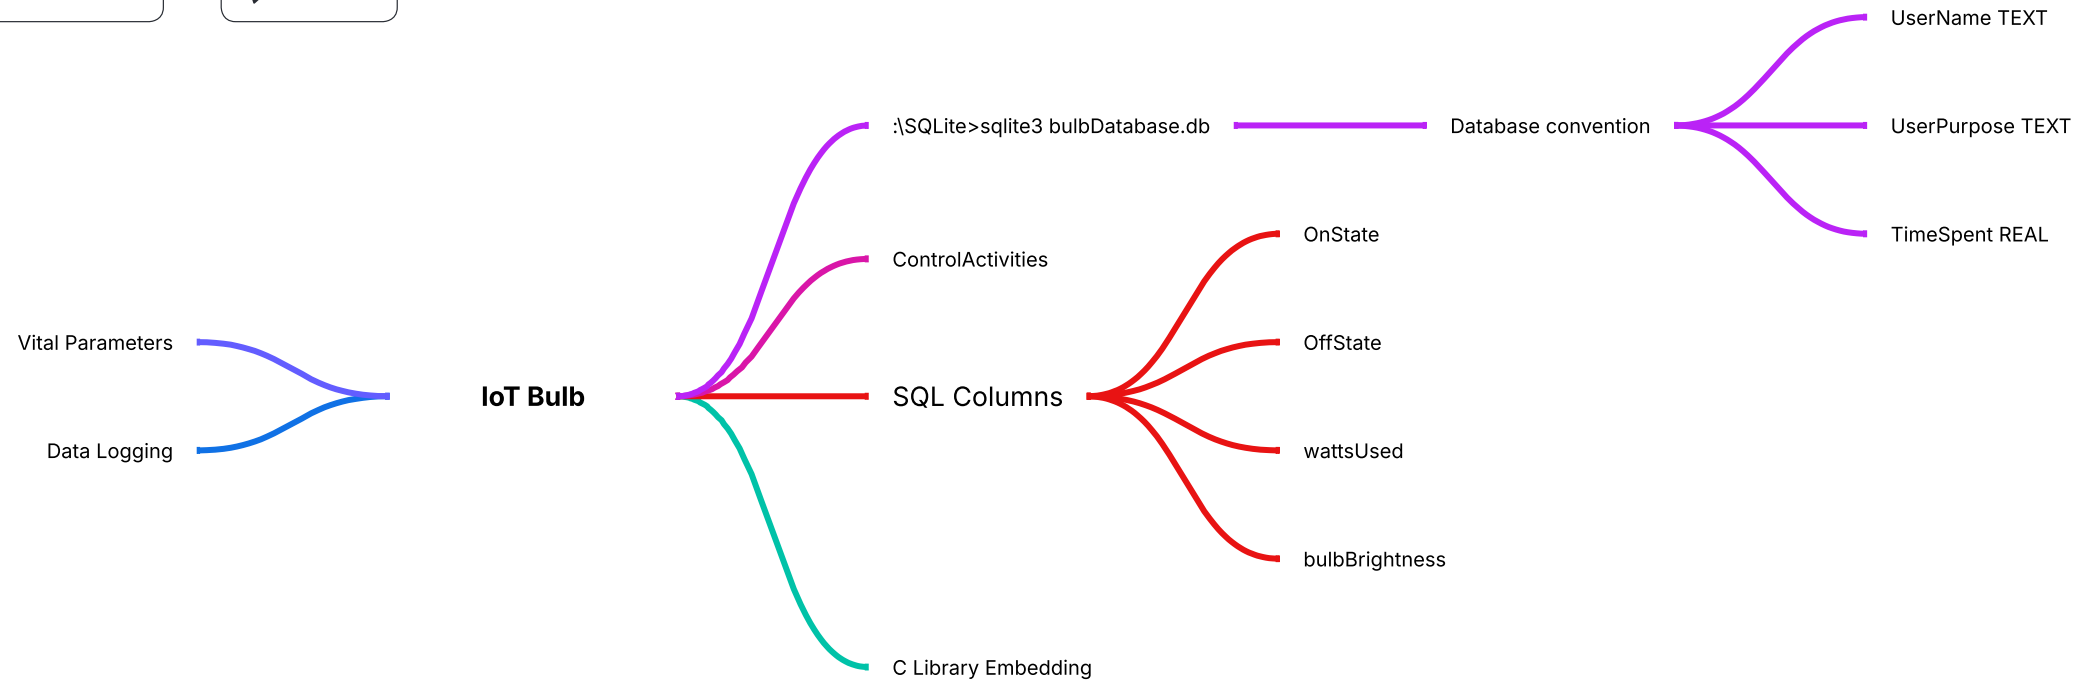 UserName TEXT
:\SQLite>sqlite3 bulbDatabase.db
Database convention
UserPurpose TEXT
TimeSpent REAL
OnState
ControlActivities
OffState
Vital Parameters
IoT Bulb
SQL Columns
Data Logging
wattsUsed
bulbBrightness
C Library Embedding